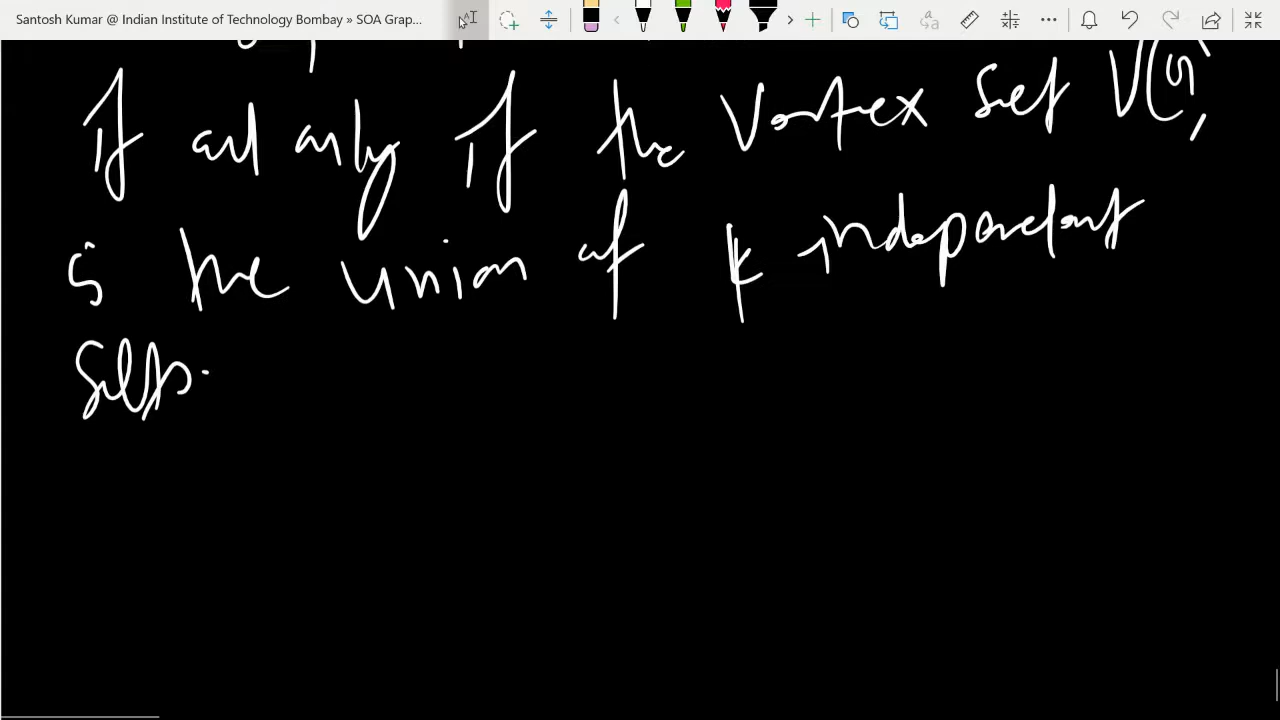 Santosh Kumar @ Indian Institute of Technology Bombay » SOA Grap...
If and only if the Vertex set V(G)
is the union of k independent
sets.